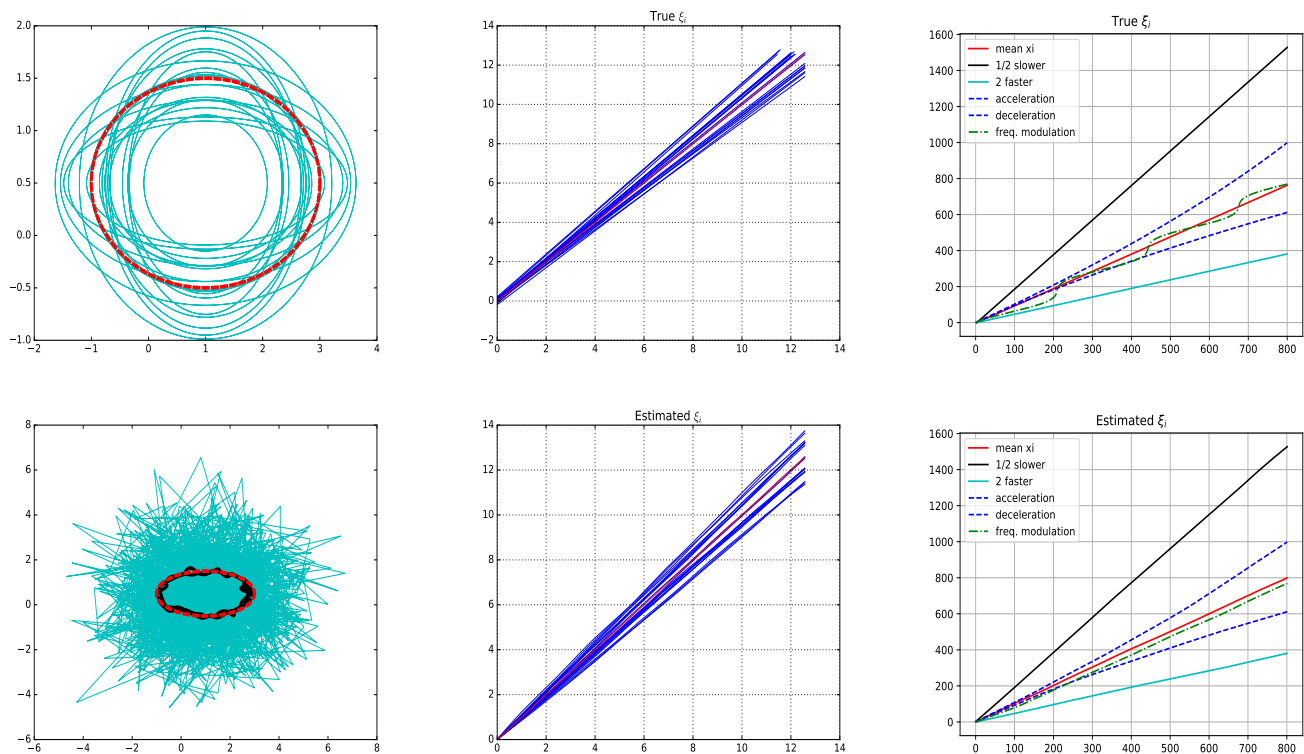 True ξi
True ξi
2.0
1.5
1.0
0.5
0.0
−0.5
−1.0
−2 −1 0 1 2 3 4
14
12
10
8
6
4
2
0
−2
0 2 4 6 8 10 12 14
1600
1400
1200
1000
800
600
400
200
0
mean xi
1/2 slower
2 faster
acceleration
deceleration
freq. modulation
0 100 200 300 400 500 600 700 800
Estimated ξi
Estimated ξi
8
6
4
2
0
−2
−4
−6
−6 −4 −2 0 2 4 6 8
14
12
10
8
6
4
2
0
0 2 4 6 8 10 12 14
1600
1400
1200
1000
800
600
400
200
0
mean xi
1/2 slower
2 faster
acceleration
deceleration
freq. modulation
0 100 200 300 400 500 600 700 800